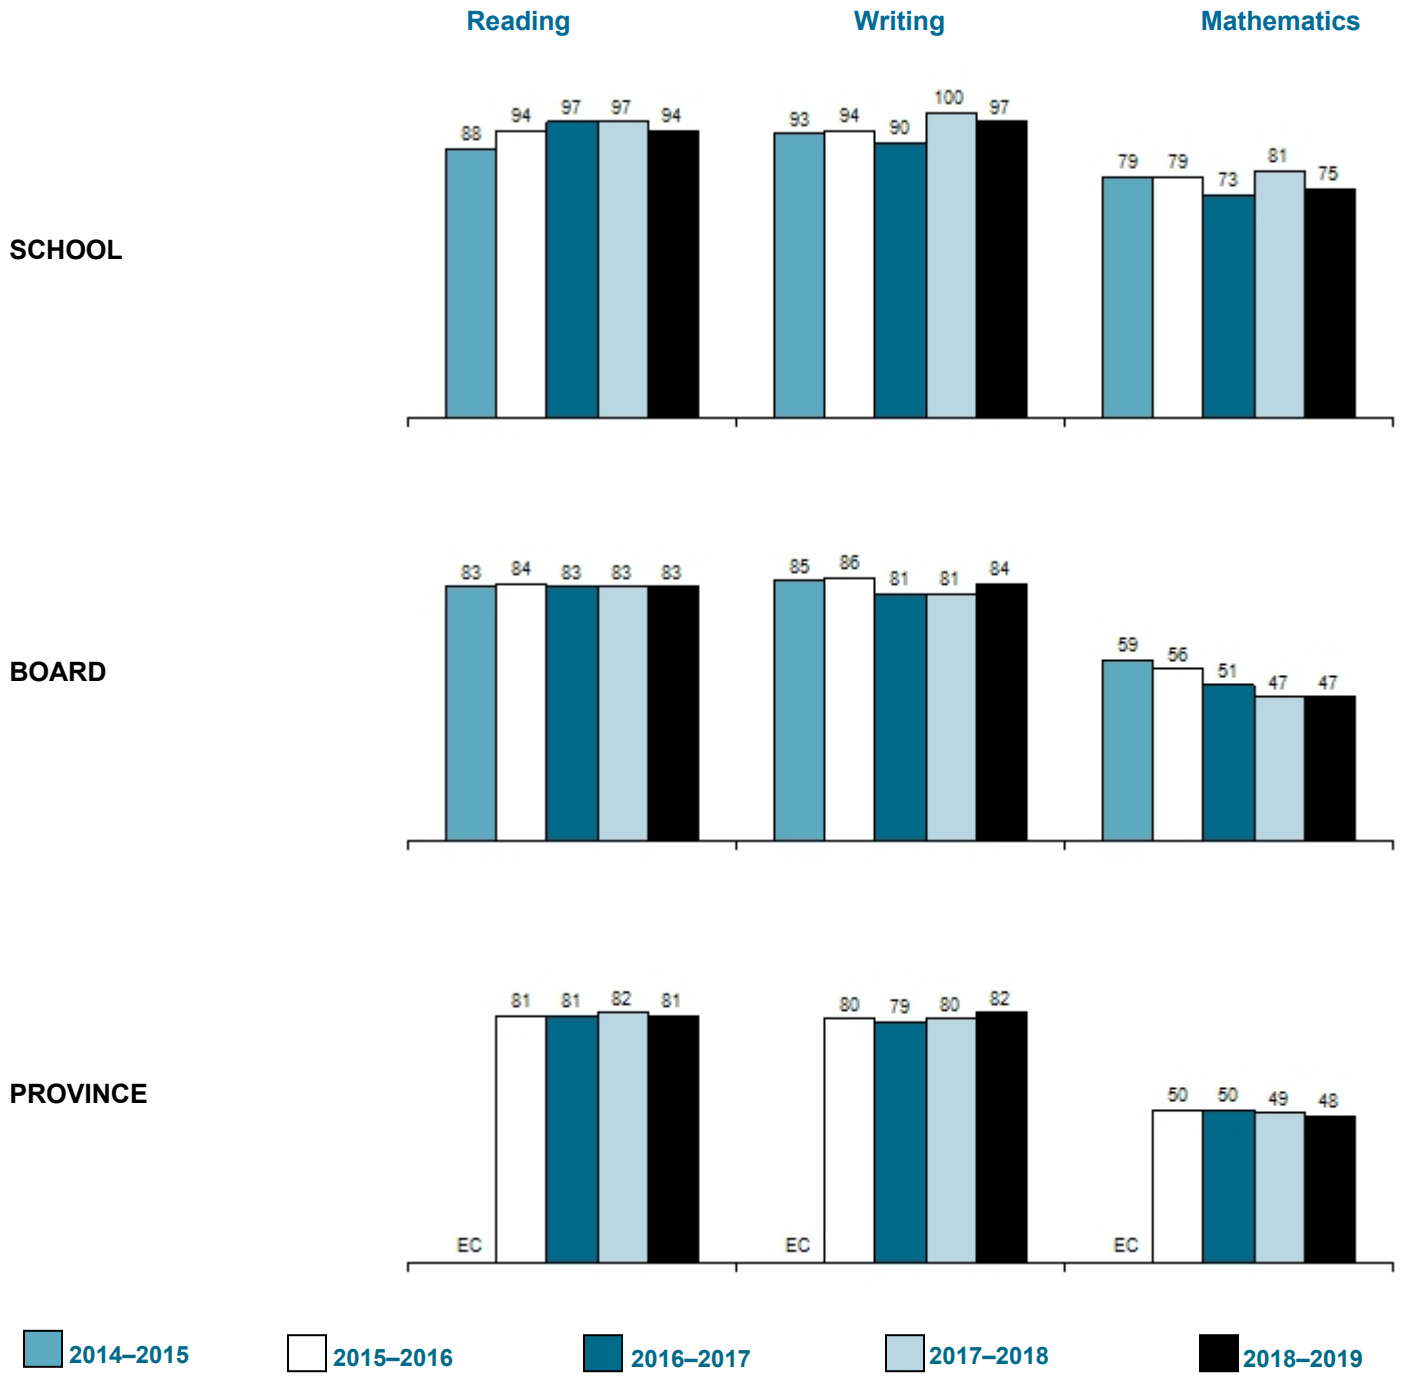 Reading Writing Mathematics
88 94 97 97 94 93 94 90 100 97 79 79 73 81 75
SCHOOL
83 84 83 83 83 85 86 81 81 84 59 56 51 47 47
BOARD
81 81 82 81 80 79 80 82 50 50 49 48
PROVINCE
EC EC EC
2014–2015 2015–2016 2016–2017 2017–2018 2018–2019